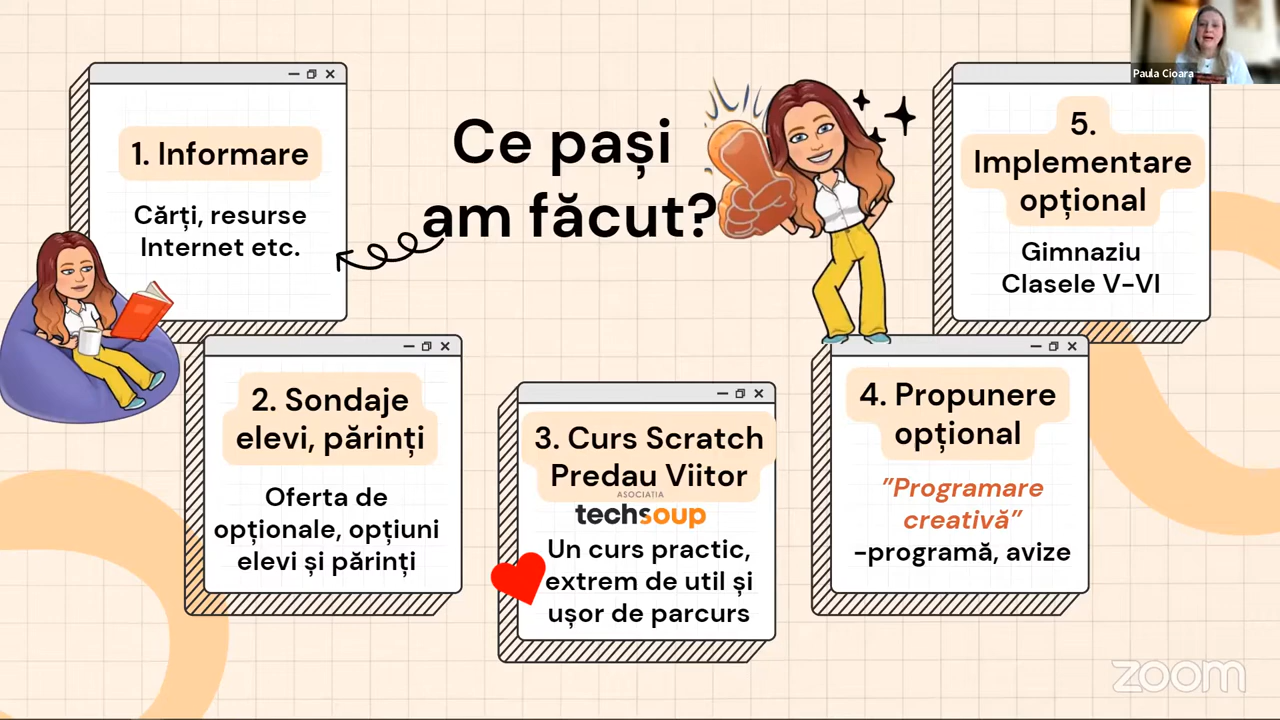 Ce pași
am făcut?
1. Informare
Cărți, resurse
Internet etc.
2. Sondaje
elevi, părinți
Oferta de
opționale, opțiuni
elevi și părinți
3. Curs Scratch
Predau Viitor
ASOCIAȚIA
techsoup
Un curs practic,
extrem de util și
ușor de parcurs
4. Propunere
opțional
”Programare
creativă”
-programă, avize
5.
Implementare
opțional
Gimnaziu
Clasele V-VI
Paula Cioara
zoom